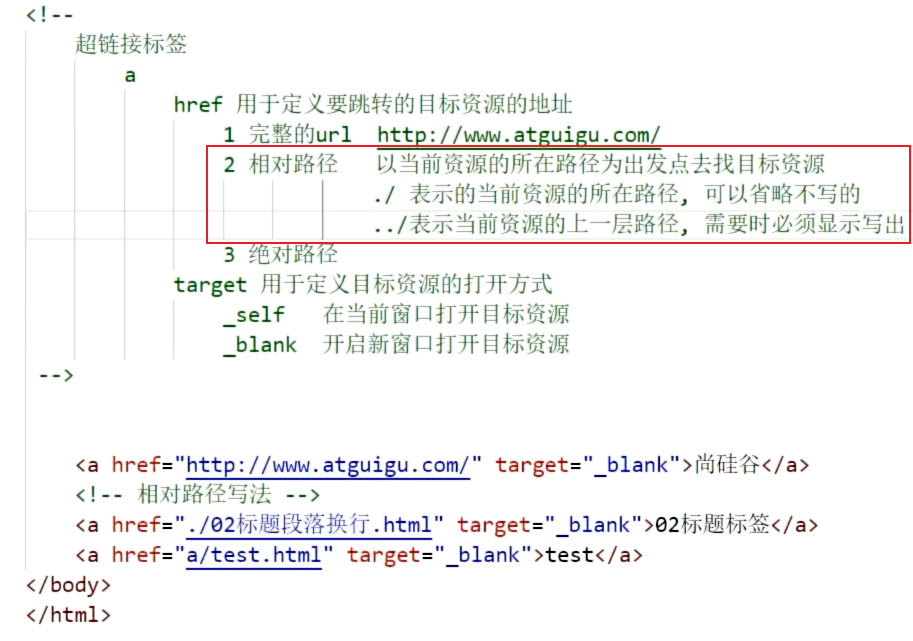 <!--
超链接标签
a
href 用于定义要跳转的目标资源的地址
1 完整的url http://www.atguigu.com/
2 相对路径 以当前资源的所在路径为出发点去找目标资源
./ 表示的当前资源的所在路径, 可以省略不写的
../表示当前资源的上一层路径, 需要时必须显示写出
3 绝对路径
target 用于定义目标资源的打开方式
_self 在当前窗口打开目标资源
_blank 开启新窗口打开目标资源
-->
<a href="http://www.atguigu.com/" target="_blank">尚硅谷</a>
<!-- 相对路径写法 -->
<a href="./02标题段落换行.html" target="_blank">02标题标签</a>
<a href="a/test.html" target="_blank">test</a>
</body>
</html>